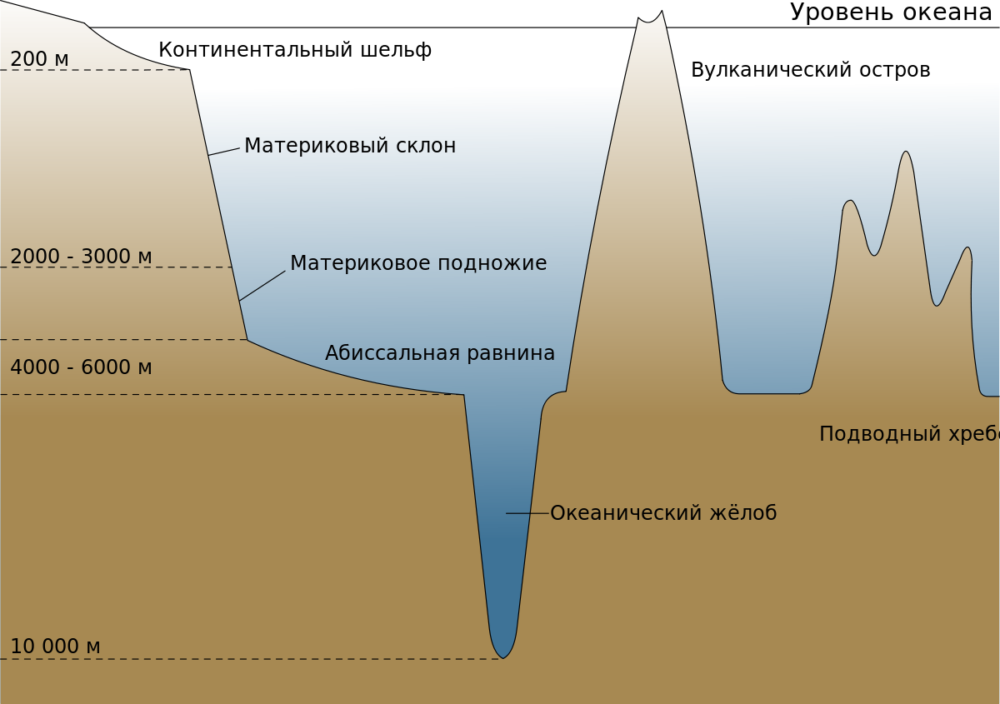 Уровень океана
Континентальный шельф
200 м
Вулканический остров
Материковый склон
2000 - 3000 м
Материковое подножие
Абиссальная равнина
4000 - 6000 м
Подводный
Океанический жёлоб
10 000 м